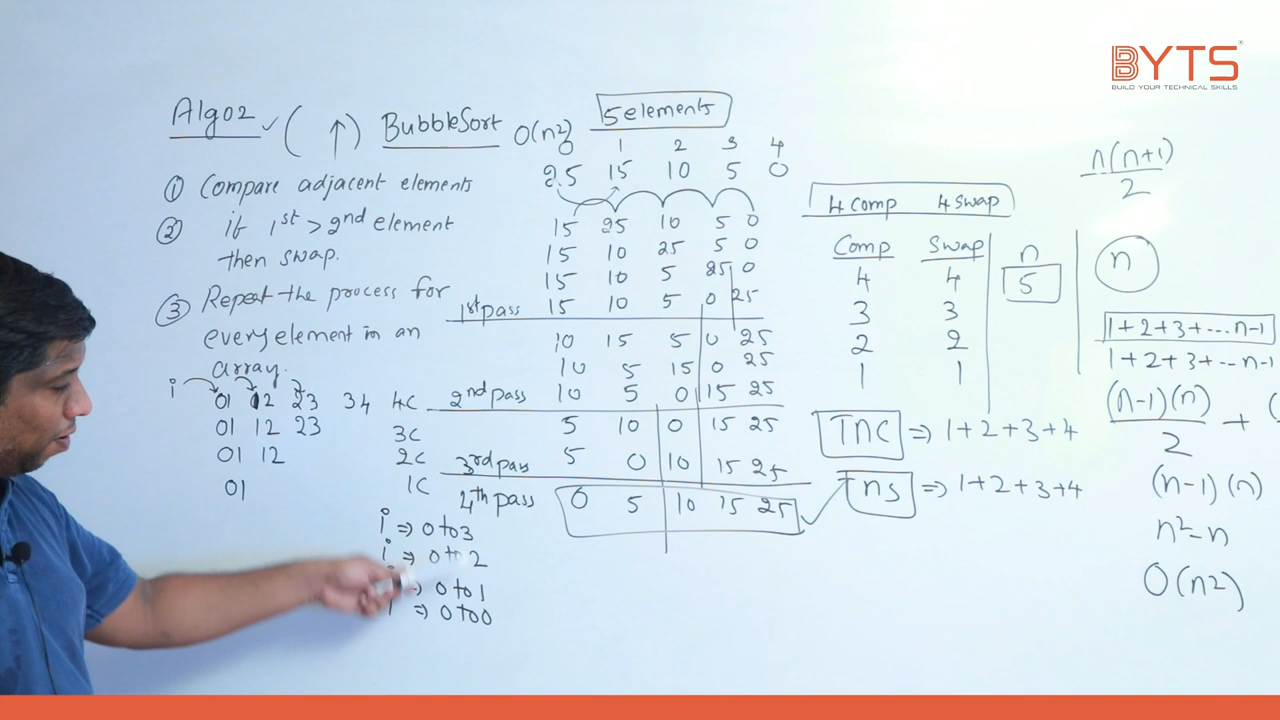 BYTS
BUILD YOUR TECHNICAL SKILLS
Algo2 ✓ ( ↑ ) BubbleSort O(n2)
① Compare adjacent elements
② if 1st > 2nd element
then swap.
③ Repeat the process for
every element in an
array.
i 01 12 23 34 4C
01 12 23 3C
01 12 2C
01 1C
i ⇒ 0 to 3
i ⇒ 0 to 2
⇒ 0 to 1
⇒ 0 to 0
5 elements
0 1 2 3 4
25 15 10 5 0
15 25 10 5 0
15 10 25 5 0
15 10 5 25 0
1st pass 15 10 5 0 25
10 15 5 0 25
10 5 15 0 25
2nd pass 10 5 0 15 25
5 10 0 15 25
3rd pass 5 0 10 15 25
4th pass 0 5 10 15 25
4 Comp 4 swap
Comp Swap n
4 4 5
3 3
2 2
1 1
Tnc ⇒ 1+2+3+4
Tns ⇒ 1+2+3+4
n(n+1)
2
n
1+2+3+...n-1
1+2+3+...n-1
(n-1)(n) + (
2
(n-1)(n)
n²-n
O(n2)